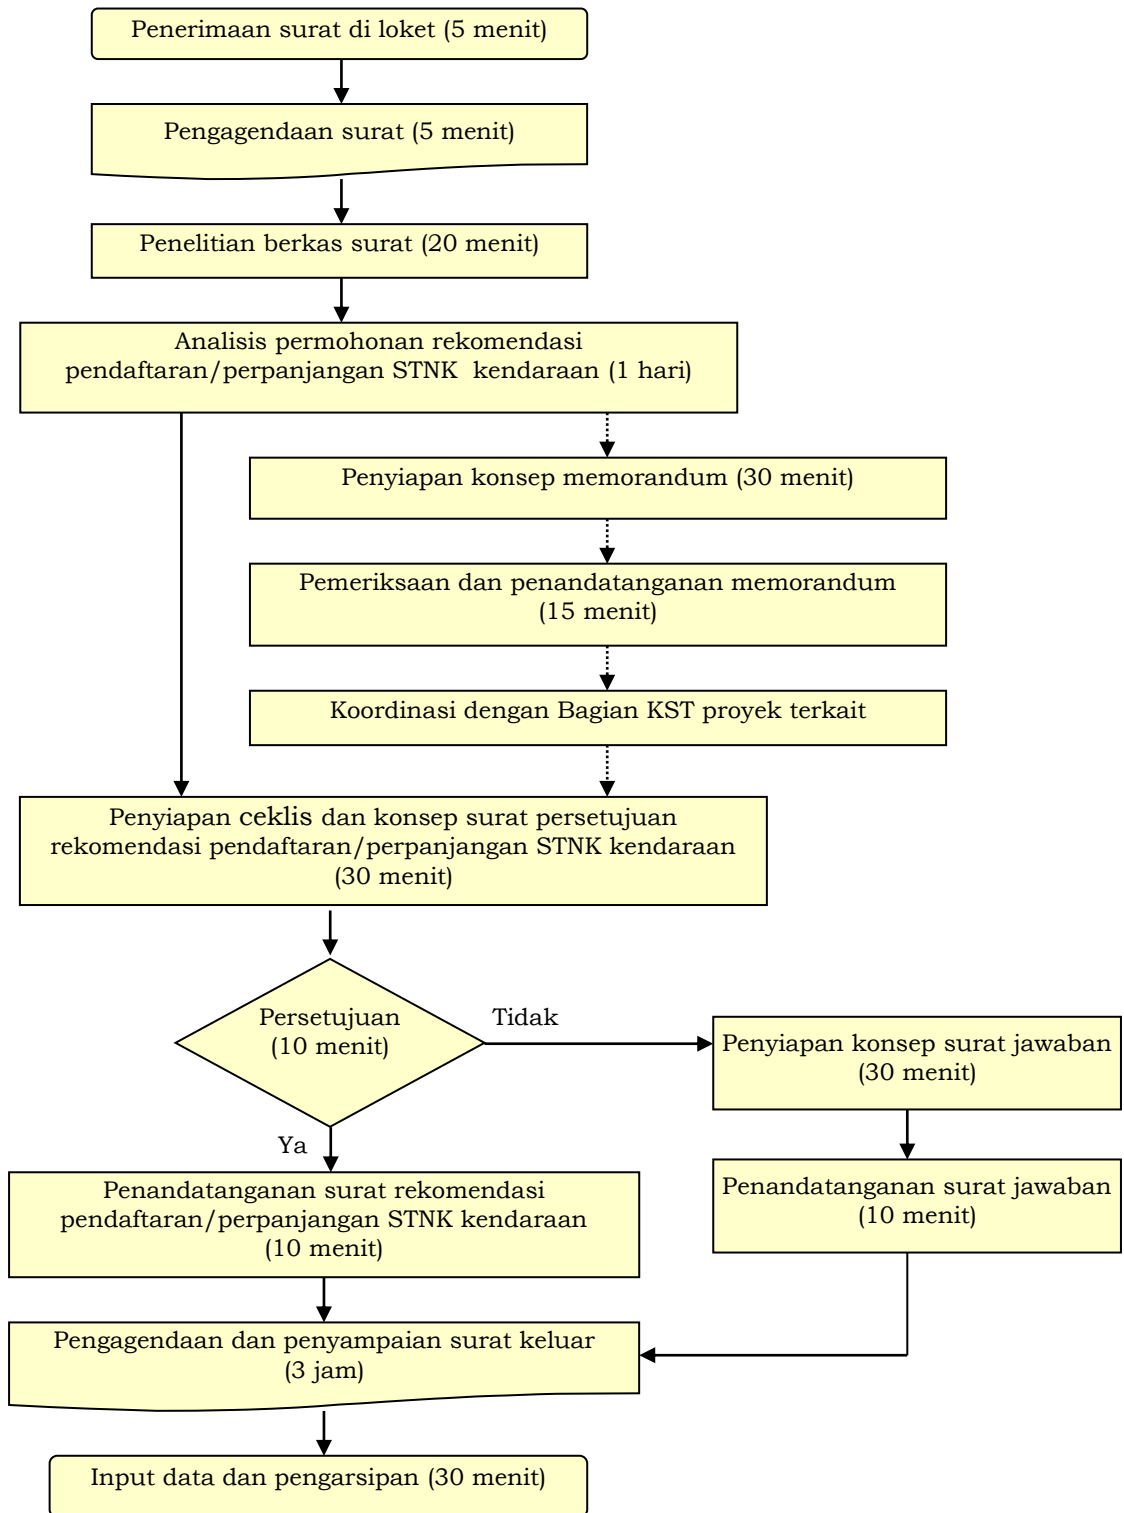 Penerimaan surat di loket (5 menit)
Pengagendaan surat (5 menit)
Penelitian berkas surat (20 menit)
Analisis permohonan rekomendasi
pendaftaran/perpanjangan STNK  kendaraan (1 hari)
Penyiapan konsep memorandum (30 menit)
Pemeriksaan dan penandatanganan memorandum
(15 menit)
Koordinasi dengan Bagian KST proyek terkait
Penyiapan ceklis dan konsep surat persetujuan
rekomendasi pendaftaran/perpanjangan STNK kendaraan
(30 menit)
Persetujuan
(10 menit)
Tidak
Penyiapan konsep surat jawaban
(30 menit)
Ya
Penandatanganan surat rekomendasi
pendaftaran/perpanjangan STNK kendaraan
(10 menit)
Penandatanganan surat jawaban
(10 menit)
Pengagendaan dan penyampaian surat keluar
(3 jam)
Input data dan pengarsipan (30 menit)